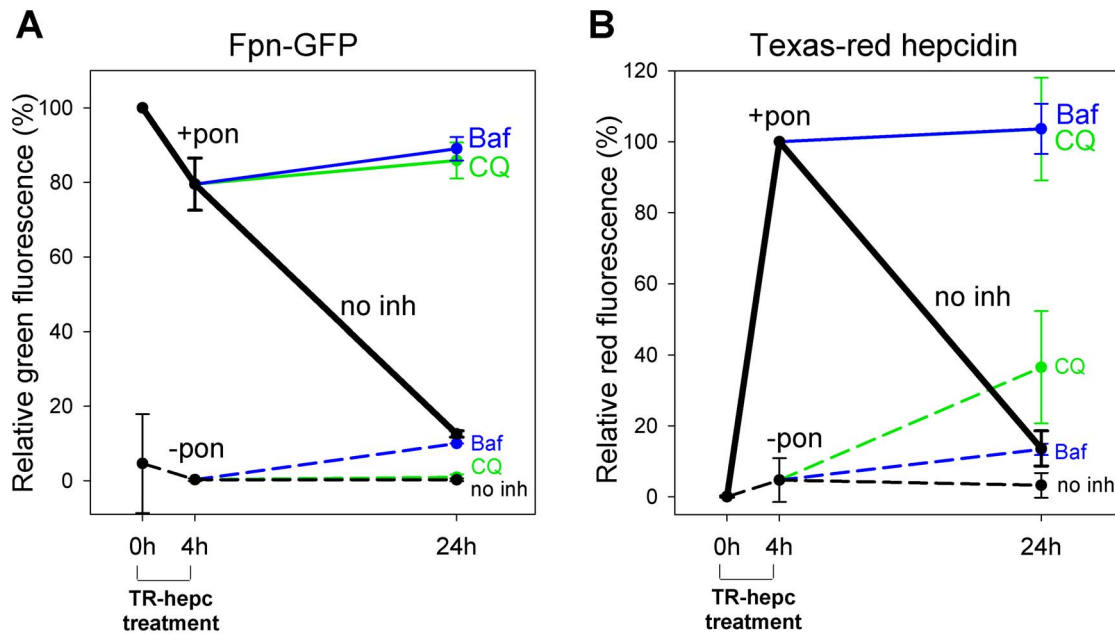 A
Fpn-GFP
Relative green fluorescence (%)
100
80
60
40
20
0
+pon
Baf
CQ
no inh
-pon
Baf
CQ
no inh
0h
4h
24h
TR-hepc
treatment
B
Texas-red hepcidin
Relative red fluorescence (%)
120
100
80
60
40
20
0
+pon
Baf
CQ
no inh
CQ
-pon
Baf
no inh
0h
4h
24h
TR-hepc
treatment